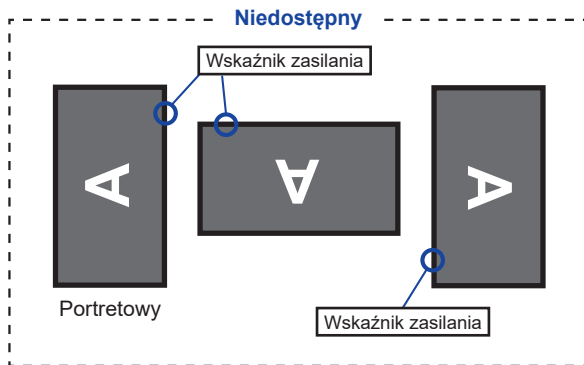 Niedostępny
Wskaźnik zasilania
A
A
A
Portretowy
Wskaźnik zasilania